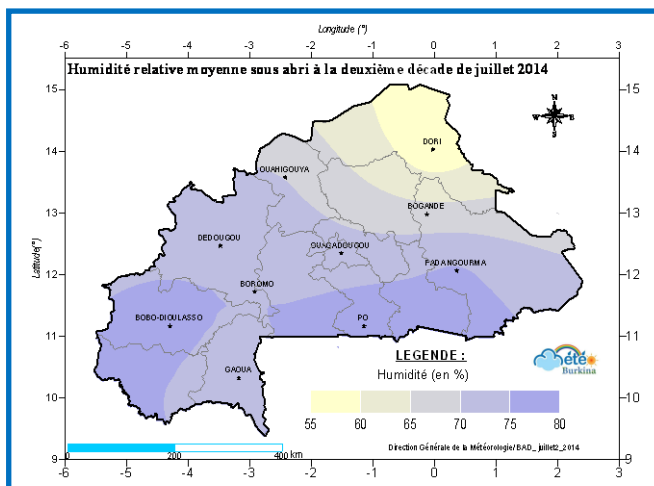 Longitude (°)
-6 -5 -4 -3 -2 -1 0 1 2 3
Humidité relative moyenne sous abri à la deuxième décade de juillet 2014
15 15
N
W E
S
DORI
14 14
OUAHIGOUYA
BOGANDE
13 13
DEDOUGOU
OUAGADOUGOU
Latitude(°)
FADANGOURMA
12 12
BOROMO
BOBO-DIOULASSO
PO
11 11
LEGENDE :
Humidité (en %)
été
Burkina
GAOUA
10 10
55 60 65 70 75 80
Direction Générale de la Météorologie/ BAD_ juillet2_2014
9 9
0 200 400 km
-6 -5 -4 -3 -2 -1 0 1 2 3